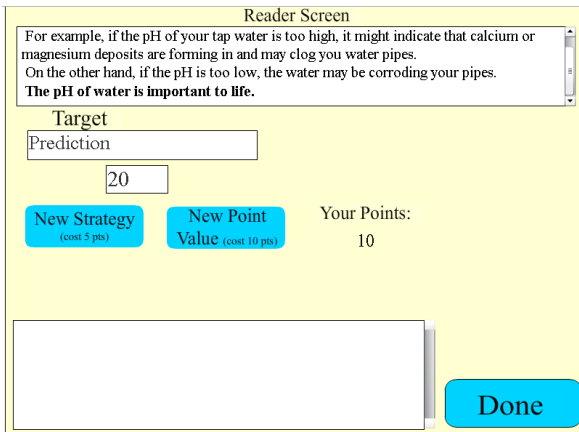 Reader Screen
For example, if the pH of your tap water is too high, it might indicate that calcium or
magnesium deposits are forming in and may clog you water pipes.
On the other hand, if the pH is too low, the water may be corroding your pipes.
The pH of water is important to life.
Target
Prediction
20
New Strategy
(cost 5 pts)
New Point
Value (cost 10 pts)
Your Points:
10
Done